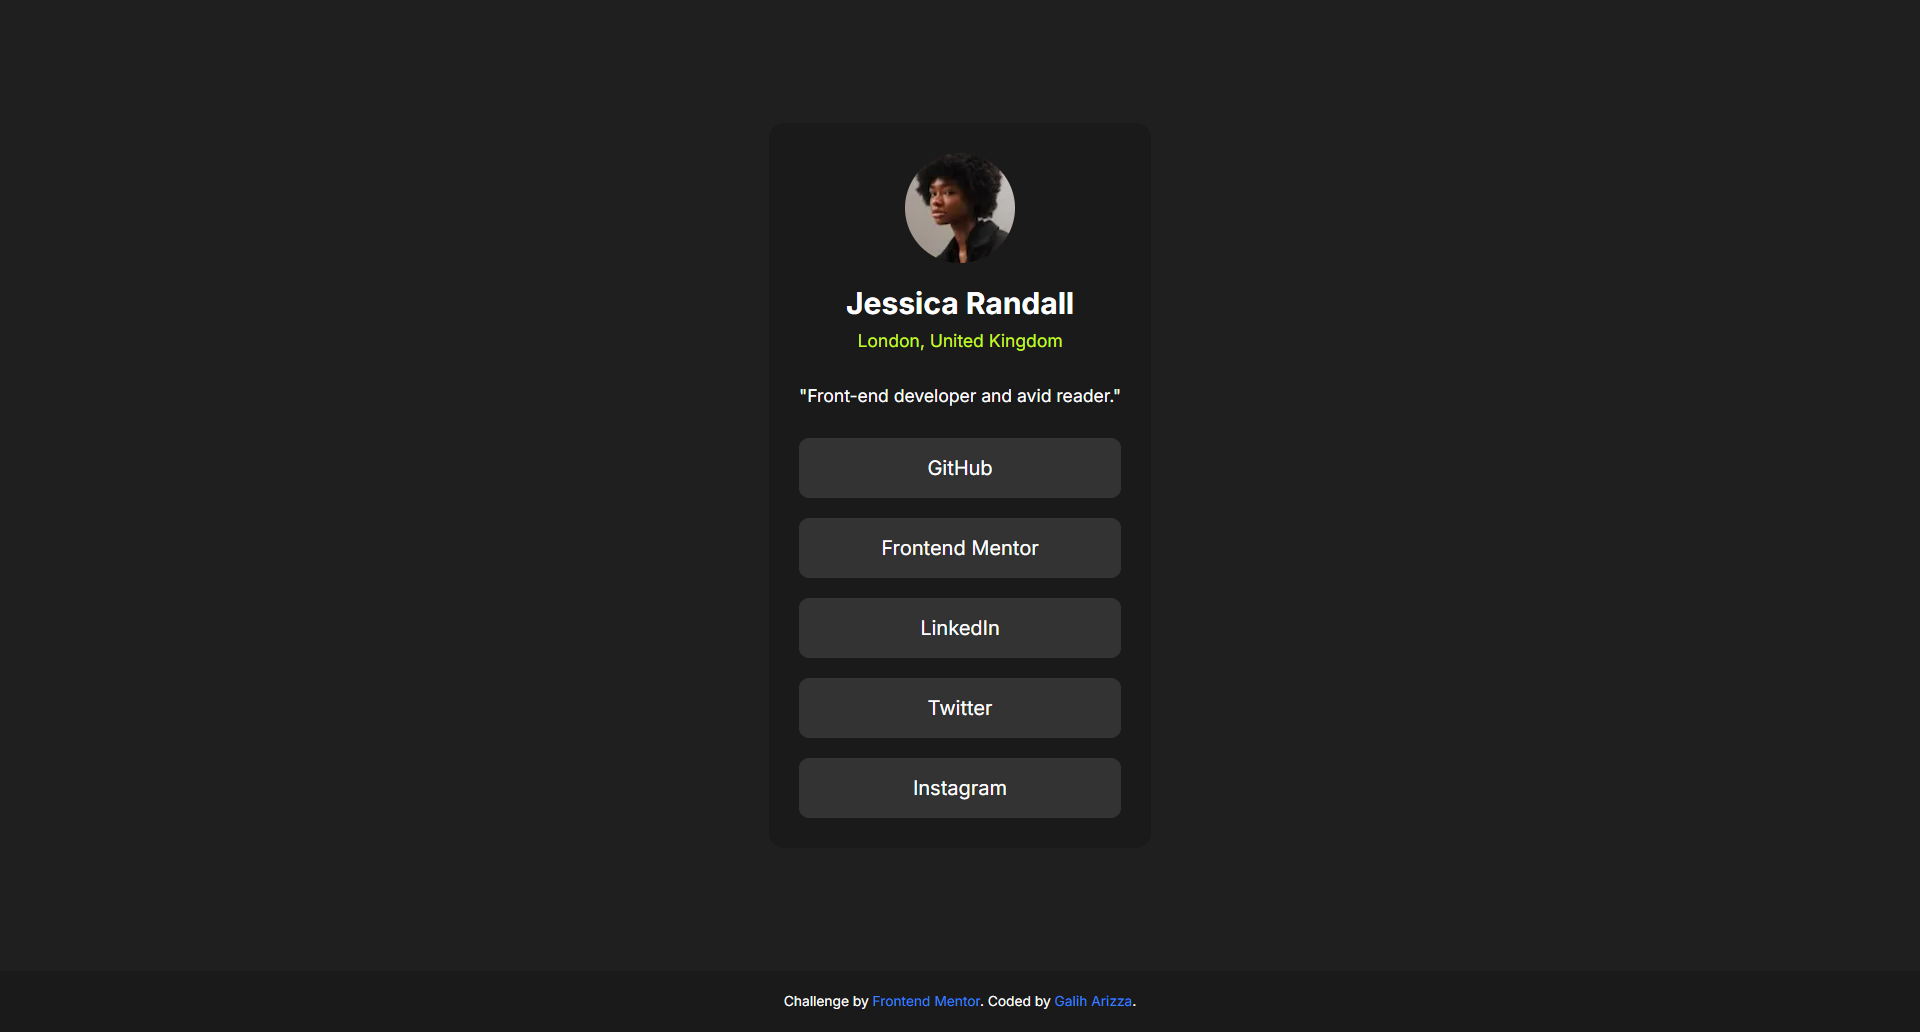 Jessica Randall
London, United Kingdom
"Front-end developer and avid reader."
GitHub
Frontend Mentor
LinkedIn
Twitter
Instagram
Challenge by Frontend Mentor. Coded by Galih Arizza.